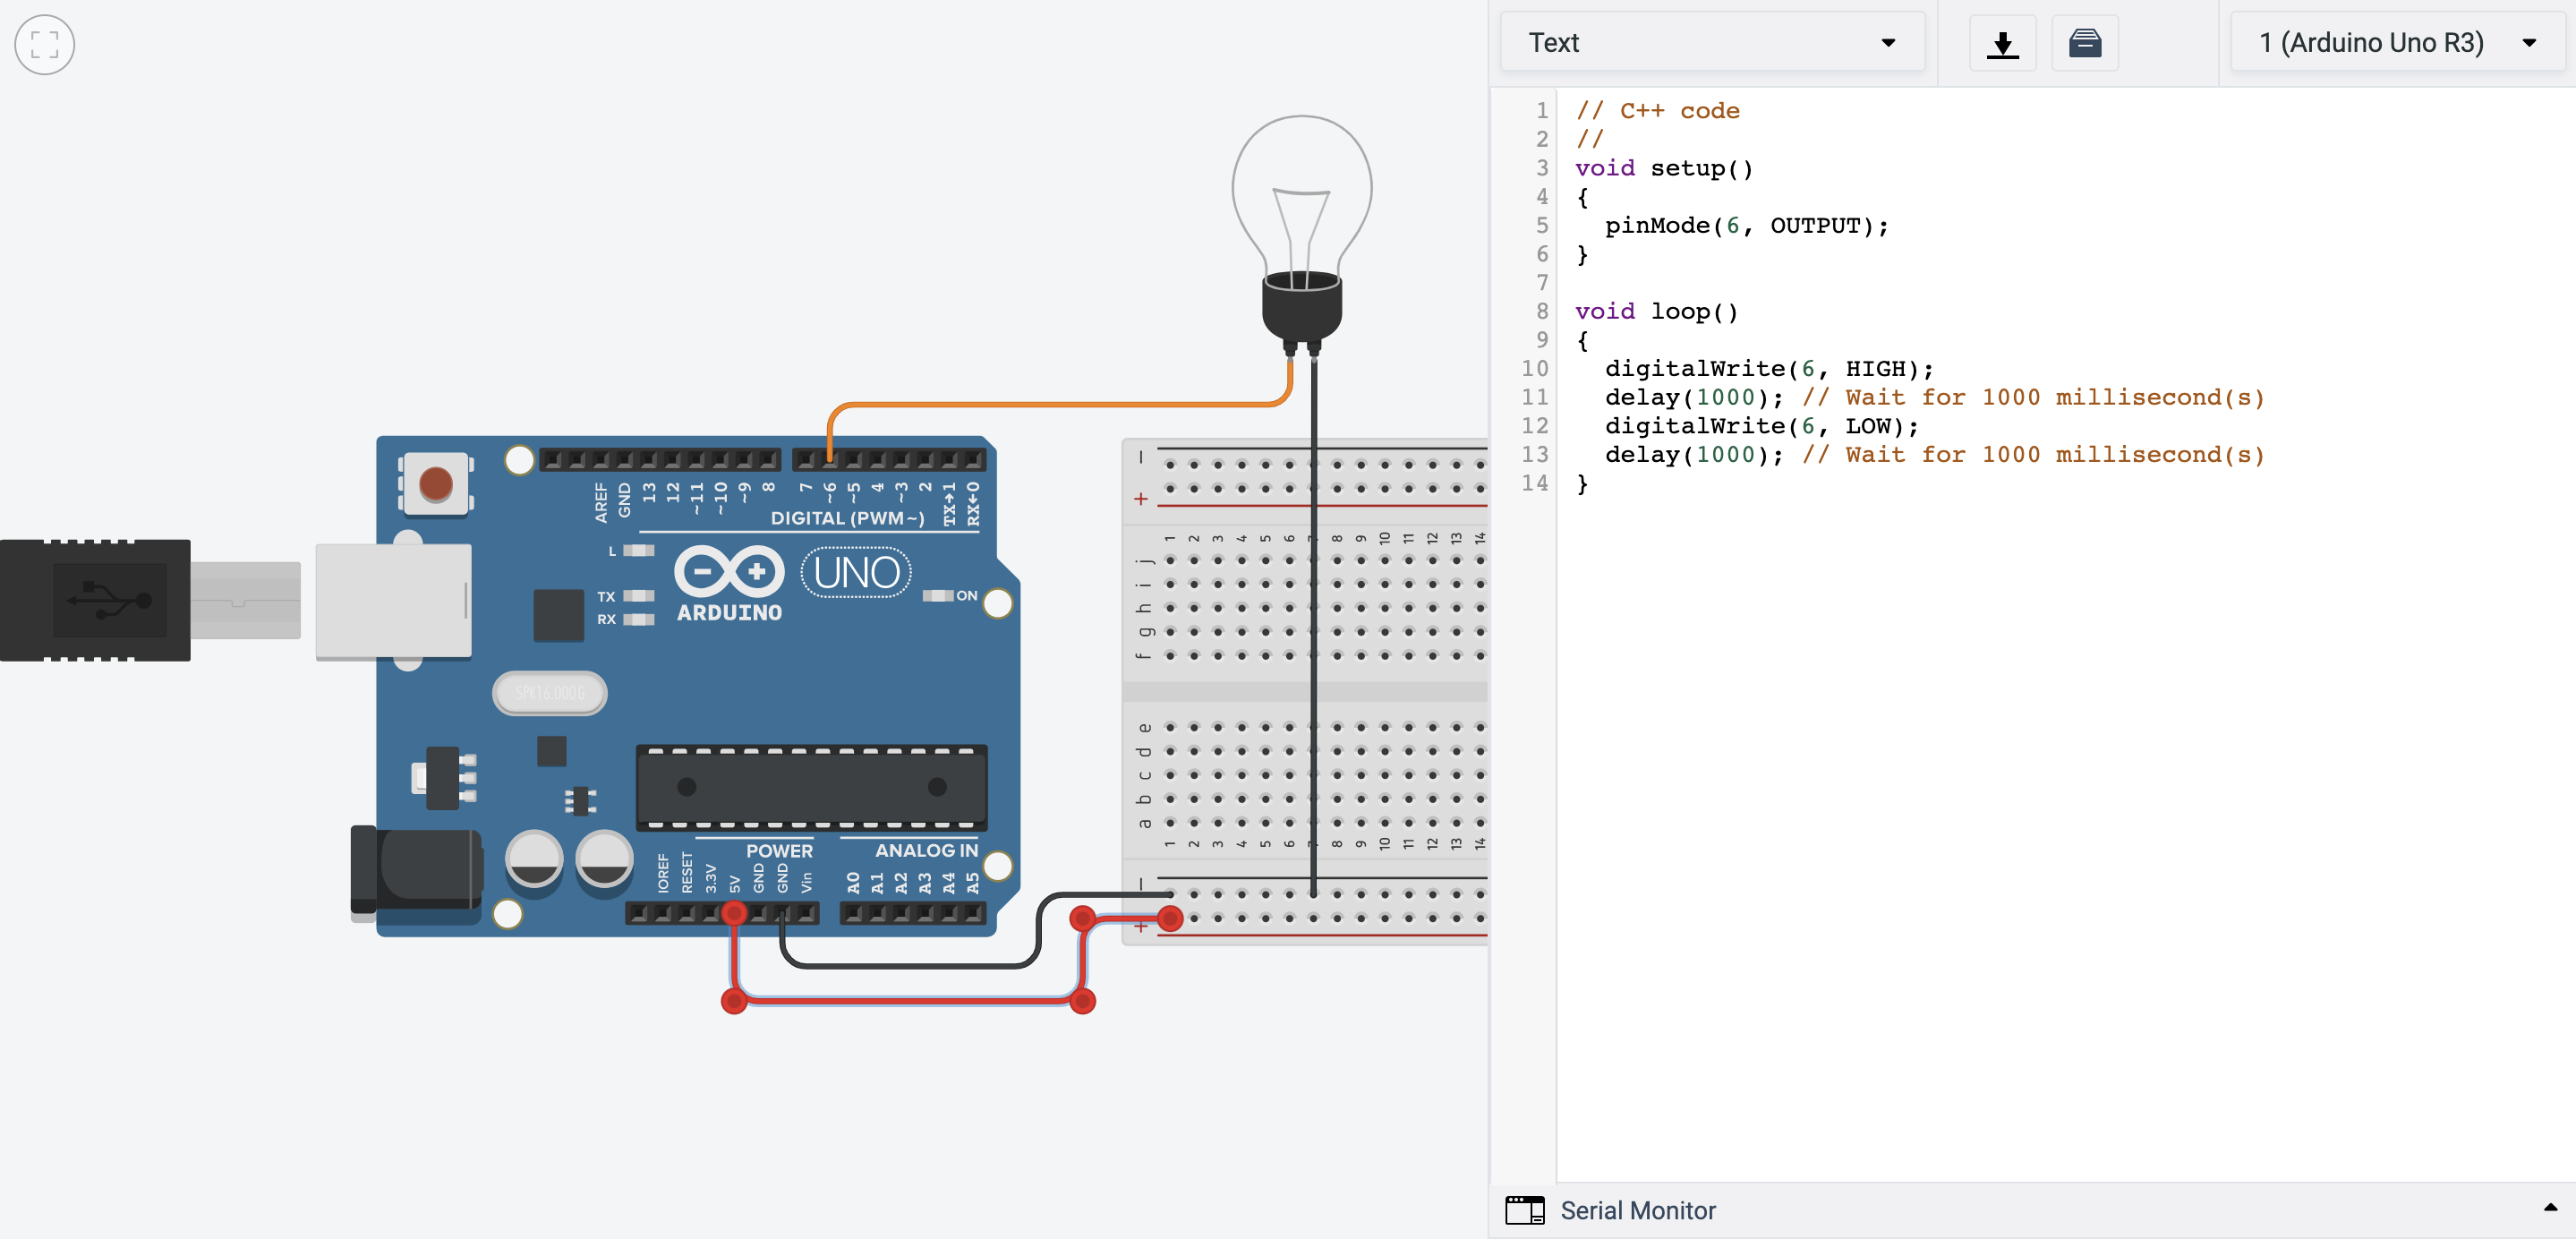 Text
1 (Arduino Uno R3)
1 // C++ code
2 //
3 void setup()
4 {
5   pinMode(6, OUTPUT);
6 }
7
8 void loop()
9 {
10   digitalWrite(6, HIGH);
11   delay(1000); // Wait for 1000 millisecond(s)
12   digitalWrite(6, LOW);
13   delay(1000); // Wait for 1000 millisecond(s)
14 }
Serial Monitor
AREF GND 13 12 ~11 ~10 ~9 8 7 ~6 ~5 4 ~3 2 TX→1 RX←0
DIGITAL (PWM~)
L
TX
RX
UNO
ON
ARDUINO
SPK16.000G
POWER
ANALOG IN
IOREF RESET 3.3V 5V GND GND Vin A0 A1 A2 A3 A4 A5
−
+
1 2 3 4 5 6 7 8 9 10 11 12 13 14
j
i
h
g
f
e
d
c
b
a
1 2 3 4 5 6 7 8 9 10 11 12 13 14
−
+